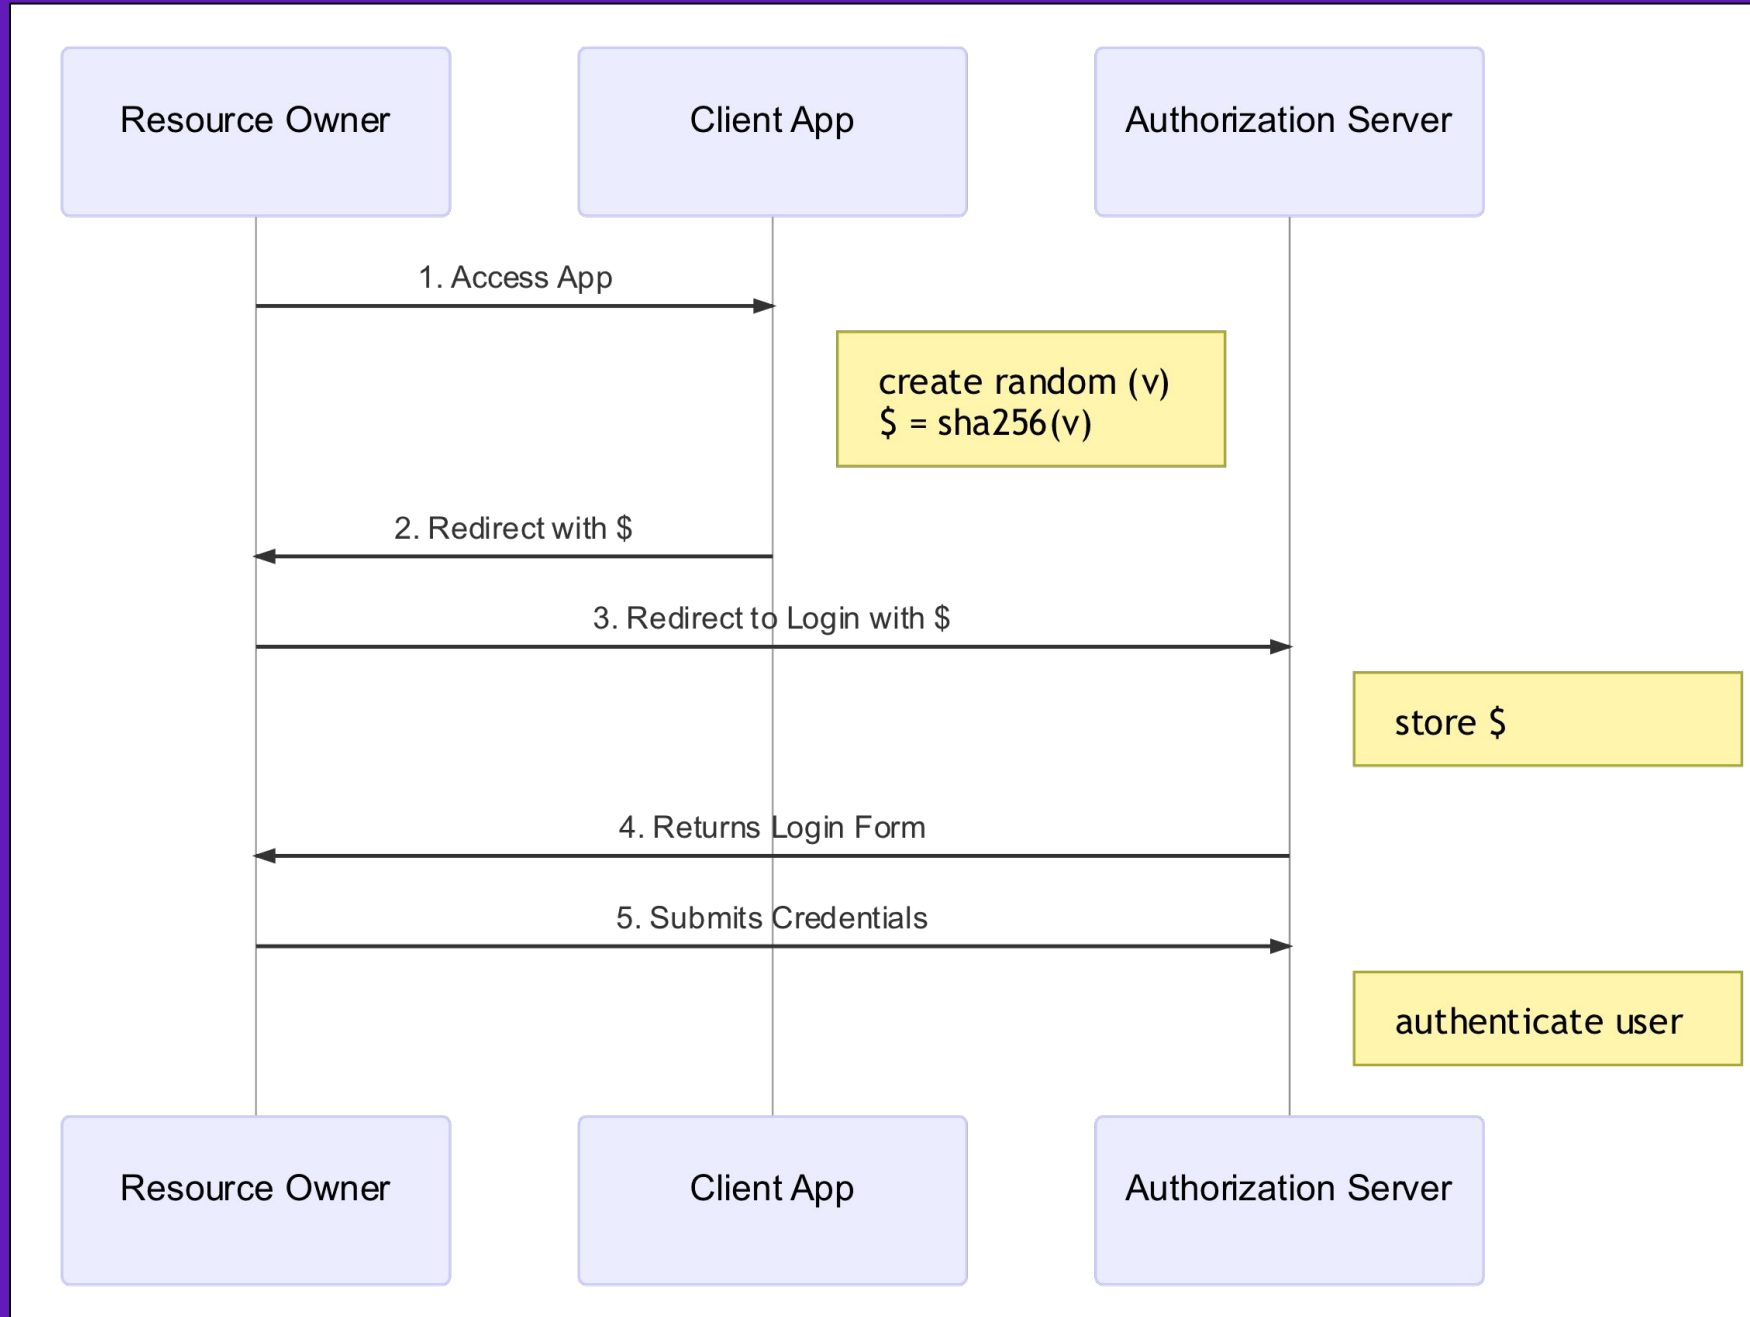 Resource Owner
Client App
Authorization Server
1. Access App
create random (v)
$ = sha256(v)
2. Redirect with $
3. Redirect to Login with $
store $
4. Returns Login Form
5. Submits Credentials
authenticate user
Resource Owner
Client App
Authorization Server